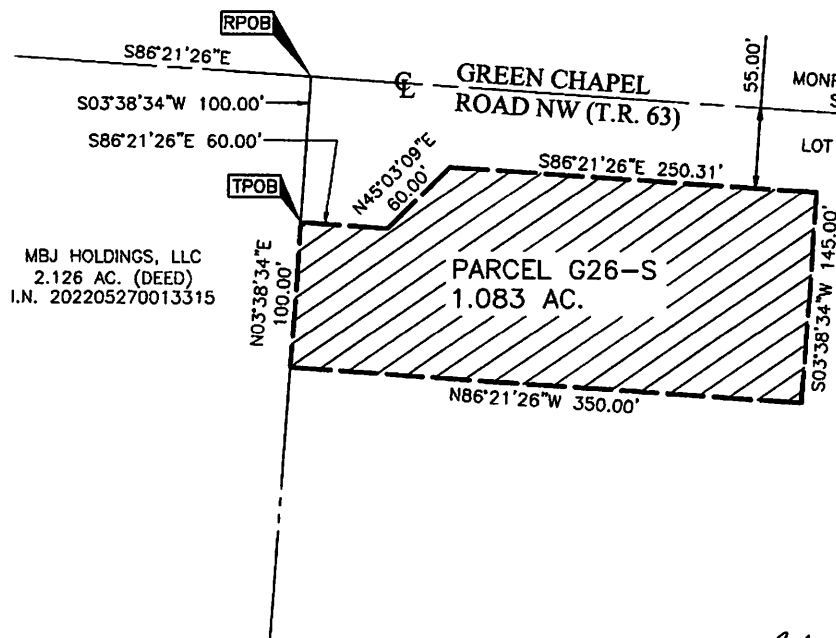 RPOB
S86°21'26"E
℄
GREEN CHAPEL
ROAD NW (T.R. 63)
55.00'
LOT
S03°38'34"W 100.00'
S86°21'26"E 60.00'
N45°03'09"E
60.00'
S86°21'26"E 250.31'
TPOB
MBJ HOLDINGS, LLC
2.126 AC. (DEED)
I.N. 202205270013315
N03°38'34"E
100.00'
PARCEL G26-S
1.083 AC.
S03°38'34"W 145.00'
N86°21'26"W 350.00'